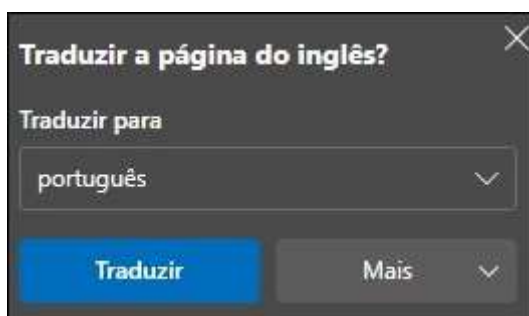 Traduzir a página do inglês?
Traduzir para
português
Traduzir
Mais